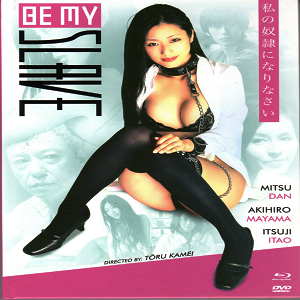 BE MY
SLAVE
私の奴隷になりなさい
MITSU
DAN
AKIHIRO
MAYAMA
ITSUJI
ITAO
DIRECTED BY: TŌRU KAMEI
DVD